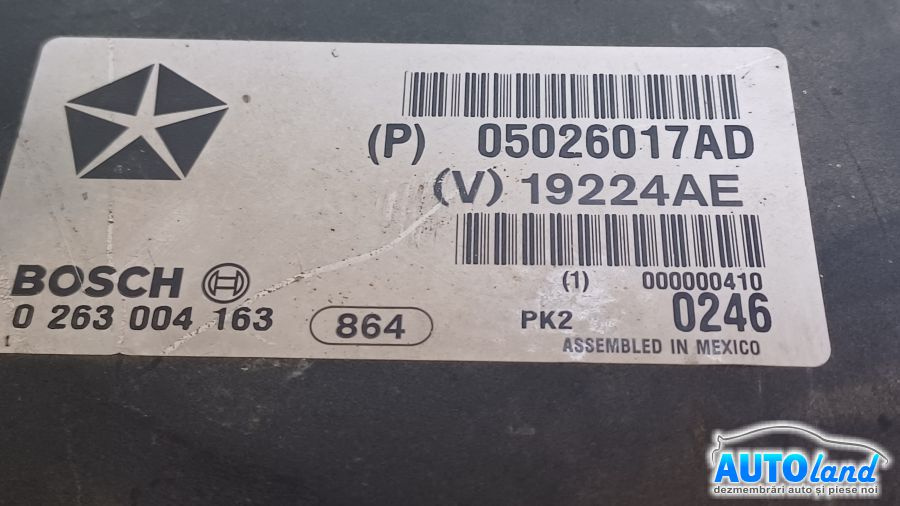 (P) 05026017AD
(V) 19224AE
BOSCH
(1) 000000410
0 263 004 163
864
PK2
0246
ASSEMBLED IN MEXICO
AUTOland
dezmembrări auto și piese noi